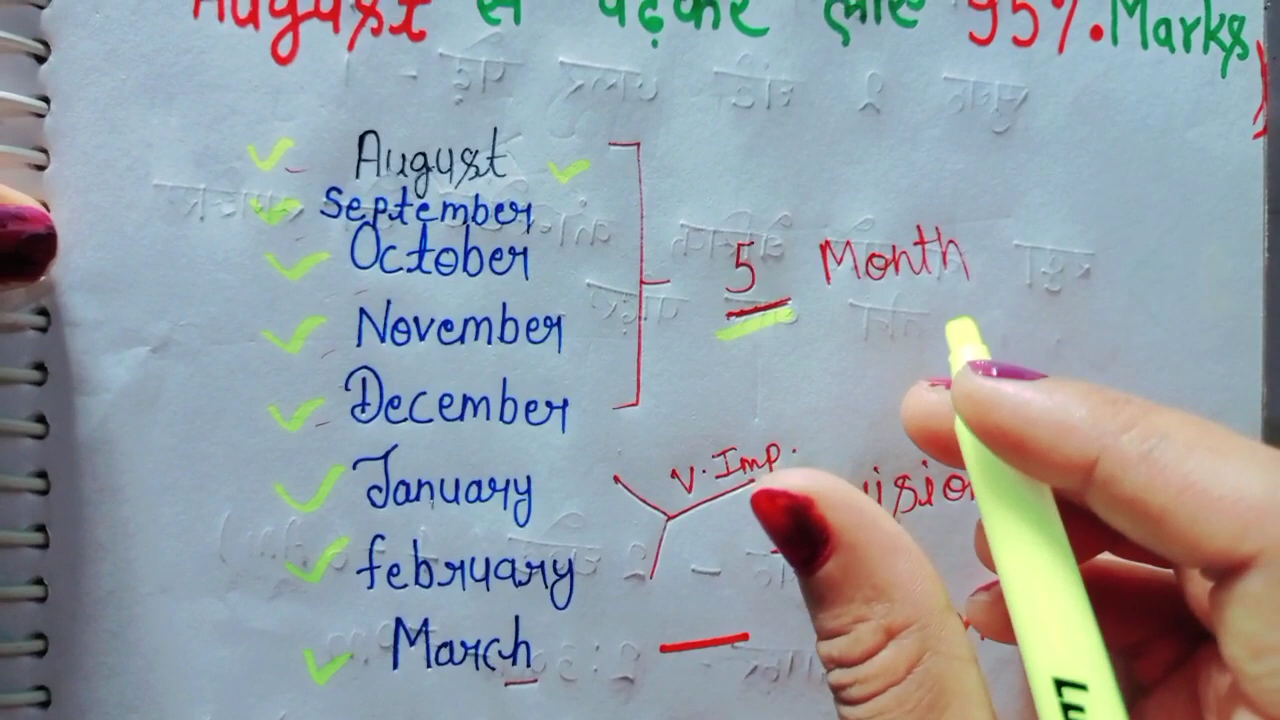 August से पढ़कर लाए 95%. Marks
August
September
October
November
December
5 Month
January
V. Imp.
february
March